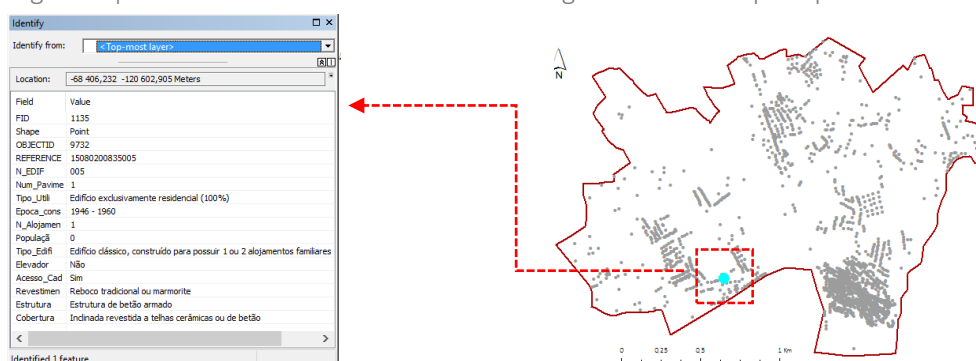 Identify
Identify from: <Top-most layer>
Location: -68 406,232 -120 602,905 Meters
Field Value
FID 1135
Shape Point
OBJECTID 9732
REFERENCE 15080200835005
N_EDIF 005
Num_Pavime 1
Tipo_Utili Edifício exclusivamente residencial (100%)
Epoca_cons 1946 - 1960
N_Alojamen 1
Populaçã 0
Tipo_Edifi Edifício clássico, construído para possuir 1 ou 2 alojamentos familiares
Elevador Não
Acesso_Cad Sim
Revestimen Reboco tradicional ou marmorite
Estrutura Estrutura de betão armado
Cobertura Inclinada revestida a telhas cerâmicas ou de betão
Identified 1 feature
N
0 0.25 0.5 1 Km